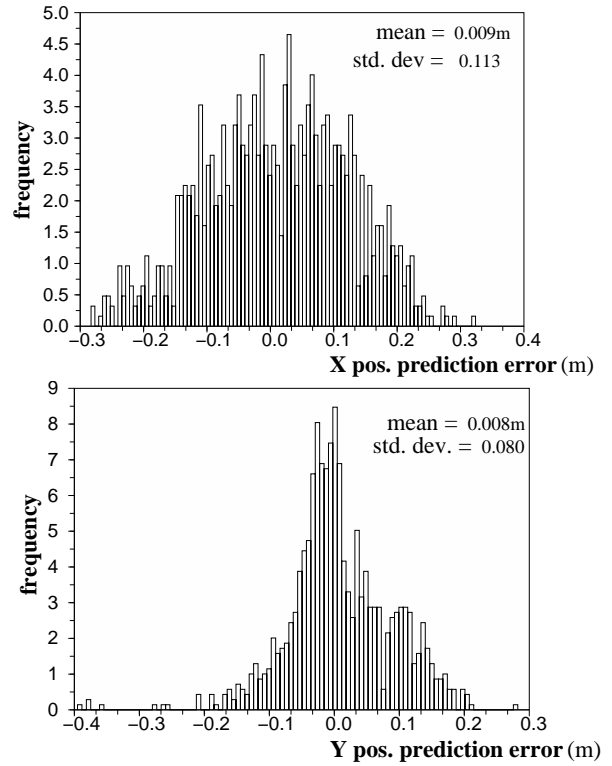 5.0
mean = 0.009m
4.5
std. dev = 0.113
4.0
3.5
3.0
2.5
2.0
1.5
1.0
0.5
0.0
frequency
−0.3 −0.2 −0.1 0.0 0.1 0.2 0.3 0.4
X pos. prediction error (m)
9
mean = 0.008m
8
std. dev. = 0.080
7
6
5
4
3
2
1
0
frequency
−0.4 −0.3 −0.2 −0.1 0.0 0.1 0.2 0.3
Y pos. prediction error (m)